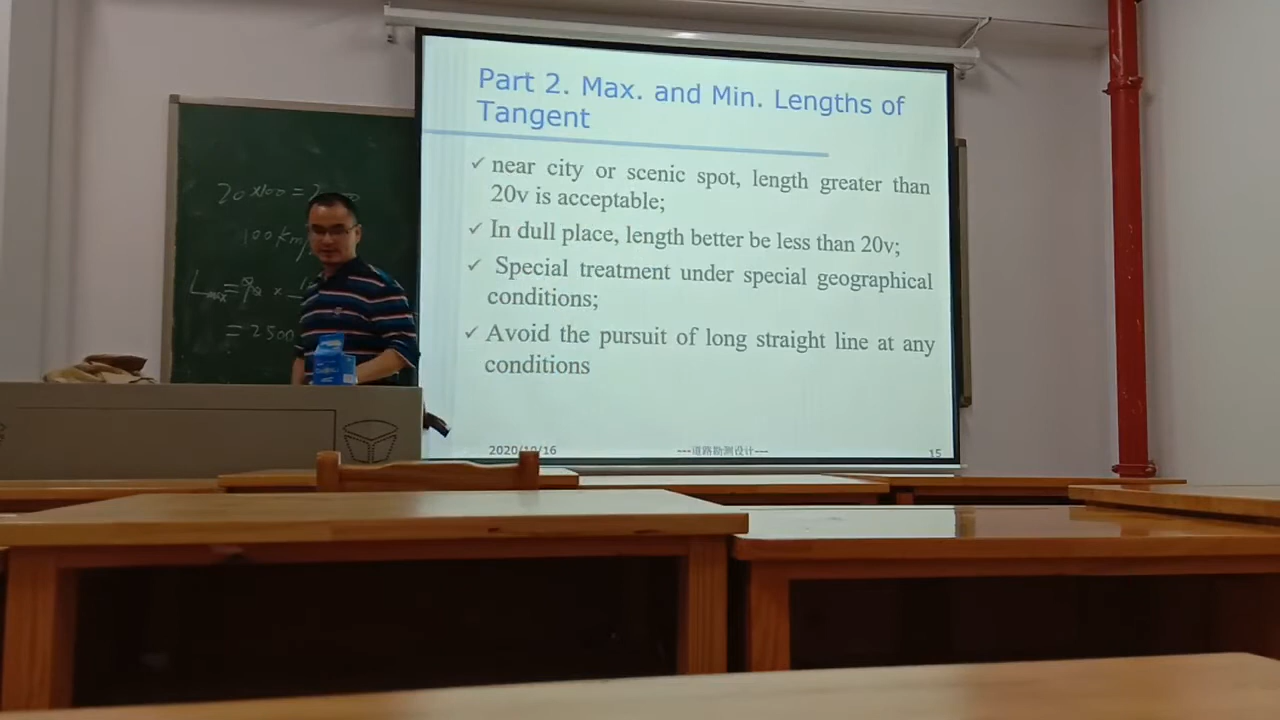 Part 2. Max. and Min. Lengths of
Tangent
✓ near city or scenic spot, length greater than
20v is acceptable;
✓ In dull place, length better be less than 20v;
✓ Special treatment under special geographical
conditions;
✓ Avoid the pursuit of long straight line at any
conditions
2020/10/16
---道路勘测设计---
15
20×100=
100km/
Lmax=
=2500